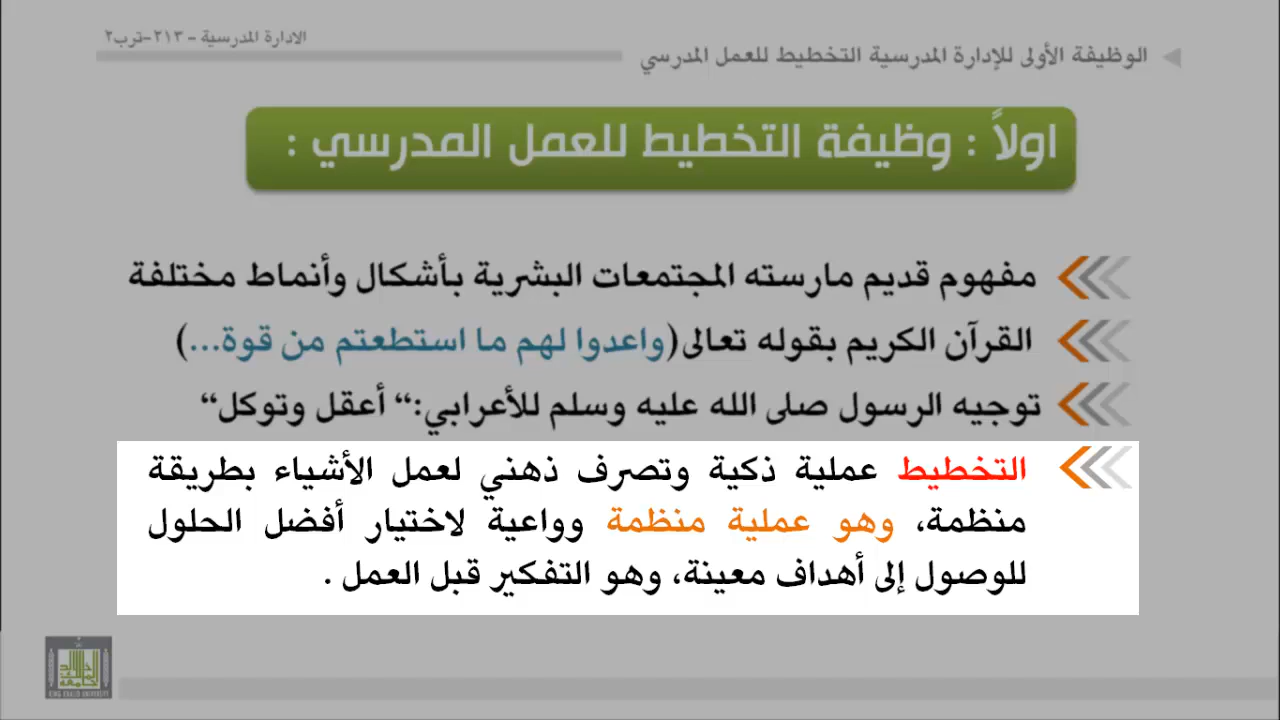 الادارة المدرسية - ٢١٣-ترب٢
الوظيفة الأولى للإدارة المدرسية التخطيط للعمل المدرسي
اولاً : وظيفة التخطيط للعمل المدرسي :
مفهوم قديم مارسته المجتمعات البشرية بأشكال وأنماط مختلفة
القرآن الكريم بقوله تعالى(واعدوا لهم ما استطعتم من قوة...)
توجيه الرسول صلى الله عليه وسلم للأعرابي:“ أعقل وتوكل“
التخطيط عملية ذكية وتصرف ذهني لعمل الأشياء بطريقة
منظمة، وهو عملية منظمة وواعية لاختيار أفضل الحلول
للوصول إلى أهداف معينة، وهو التفكير قبل العمل .
KING KHALID UNIVERSITY